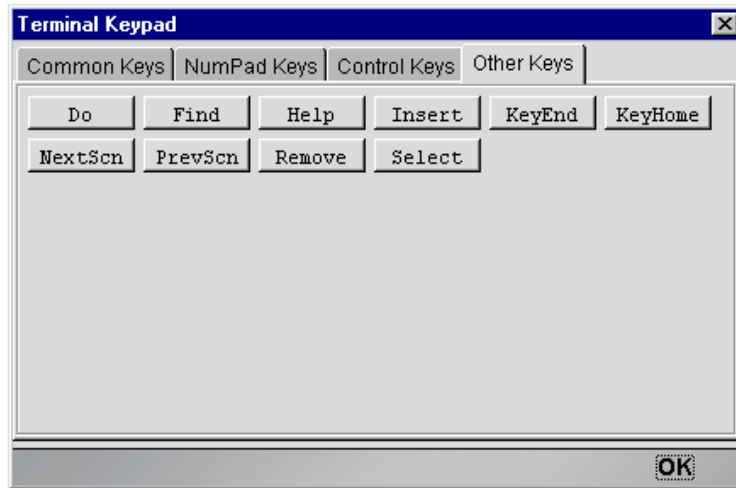 Terminal Keypad
Common Keys NumPad Keys Control Keys Other Keys
Do Find Help Insert KeyEnd KeyHome
NextScn PrevScn Remove Select
OK